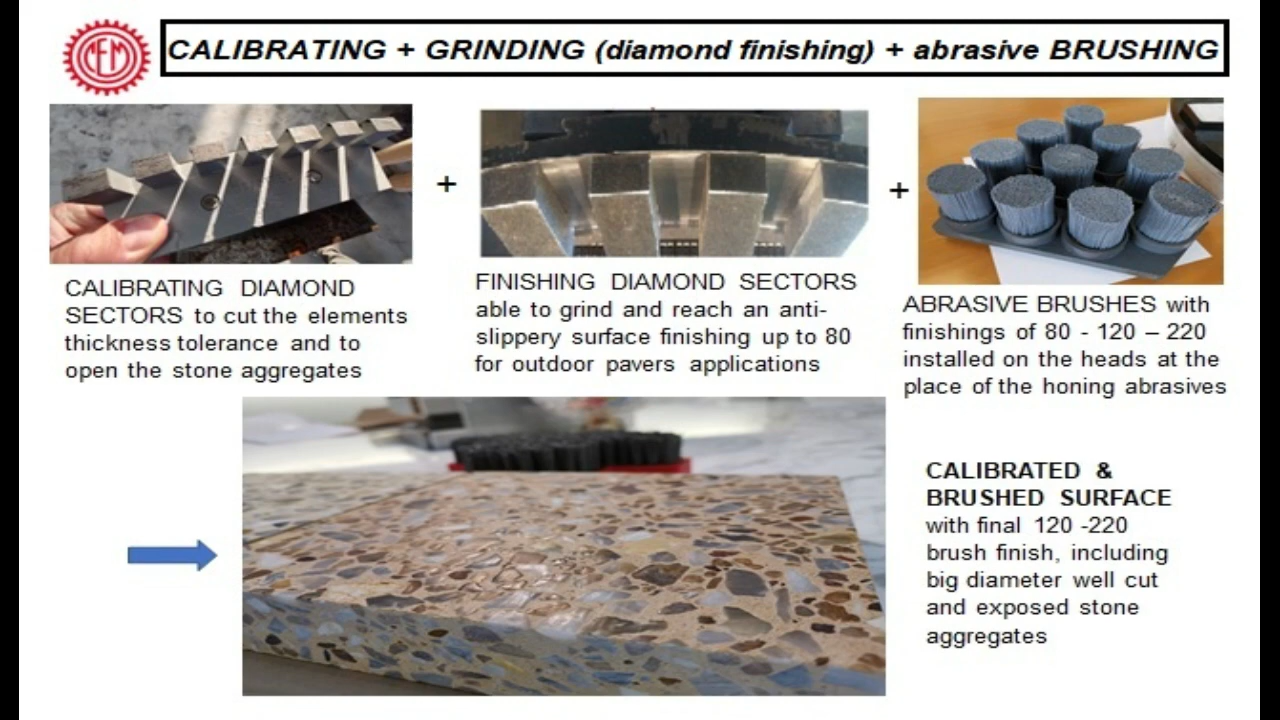 MFM
CALIBRATING + GRINDING (diamond finishing) + abrasive BRUSHING
+
+
CALIBRATING DIAMOND
SECTORS to cut the elements
thickness tolerance and to
open the stone aggregates
FINISHING DIAMOND SECTORS
able to grind and reach an anti-
slippery surface finishing up to 80
for outdoor pavers applications
ABRASIVE BRUSHES with
finishings of 80 - 120 – 220
installed on the heads at the
place of the honing abrasives
CALIBRATED &
BRUSHED SURFACE
with final 120 -220
brush finish, including
big diameter well cut
and exposed stone
aggregates